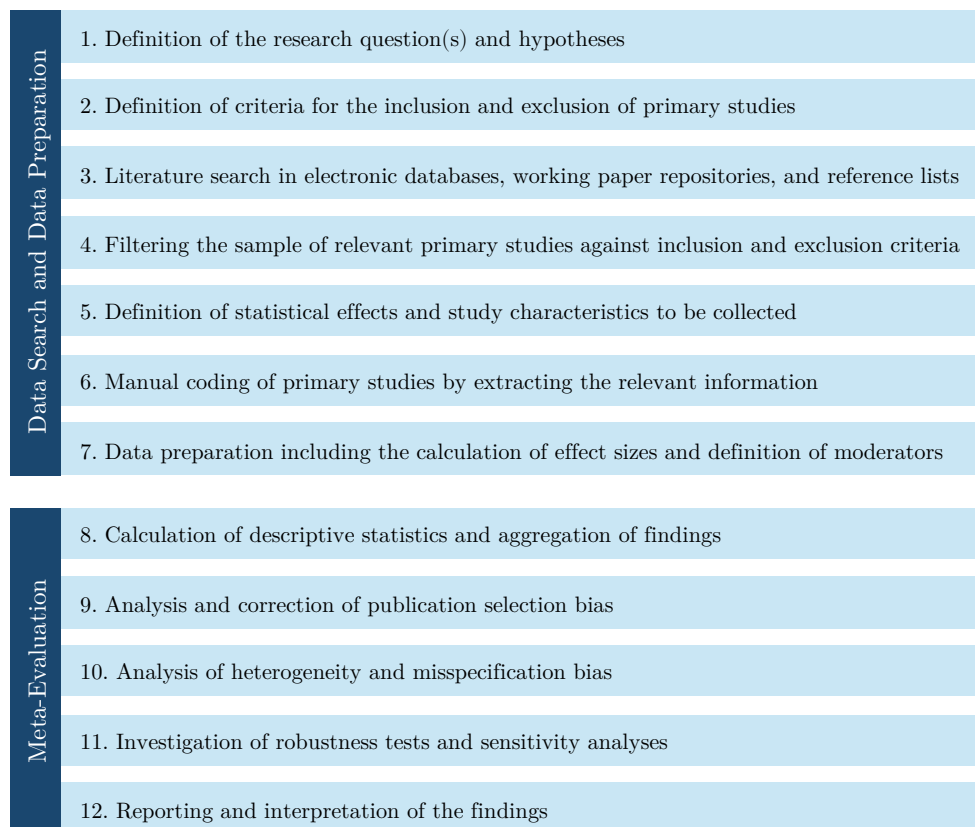 Data Search and Data Preparation
1. Definition of the research question(s) and hypotheses
2. Definition of criteria for the inclusion and exclusion of primary studies
3. Literature search in electronic databases, working paper repositories, and reference lists
4. Filtering the sample of relevant primary studies against inclusion and exclusion criteria
5. Definition of statistical effects and study characteristics to be collected
6. Manual coding of primary studies by extracting the relevant information
7. Data preparation including the calculation of effect sizes and definition of moderators
Meta-Evaluation
8. Calculation of descriptive statistics and aggregation of findings
9. Analysis and correction of publication selection bias
10. Analysis of heterogeneity and misspecification bias
11. Investigation of robustness tests and sensitivity analyses
12. Reporting and interpretation of the findings